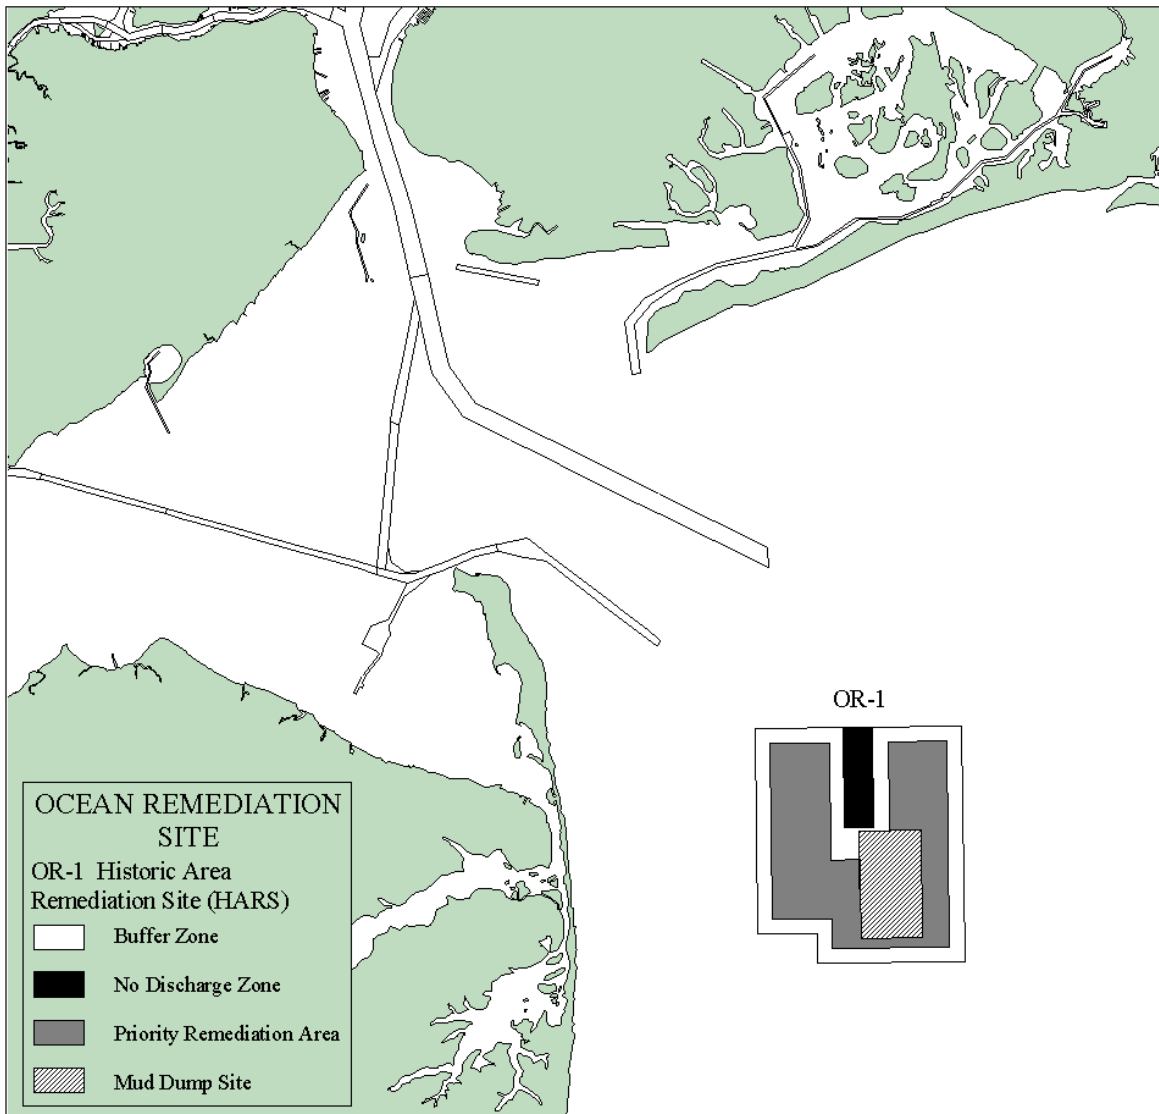 OR-1
OCEAN REMEDIATION
SITE
OR-1 Historic Area
Remediation Site (HARS)
Buffer Zone
No Discharge Zone
Priority Remediation Area
Mud Dump Site